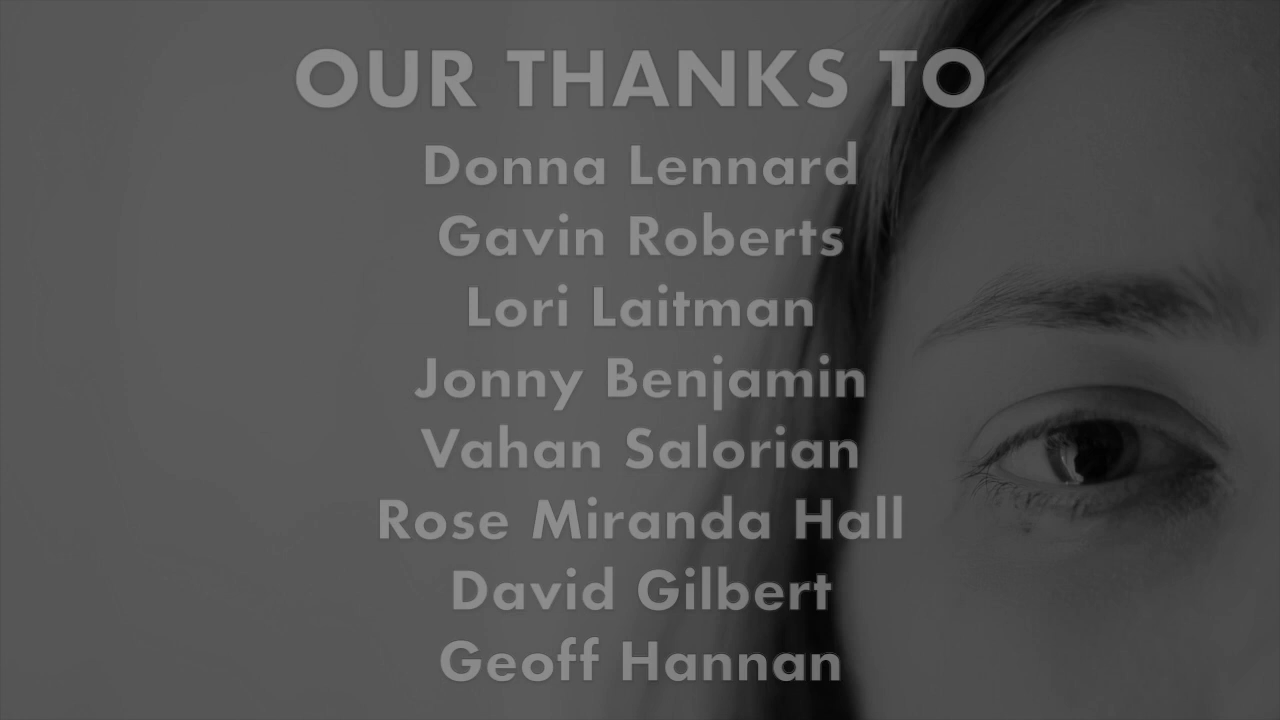 OUR THANKS TO
Donna Lennard
Gavin Roberts
Lori Laitman
Jonny Benjamin
Vahan Salorian
Rose Miranda Hall
David Gilbert
Geoff Hannan